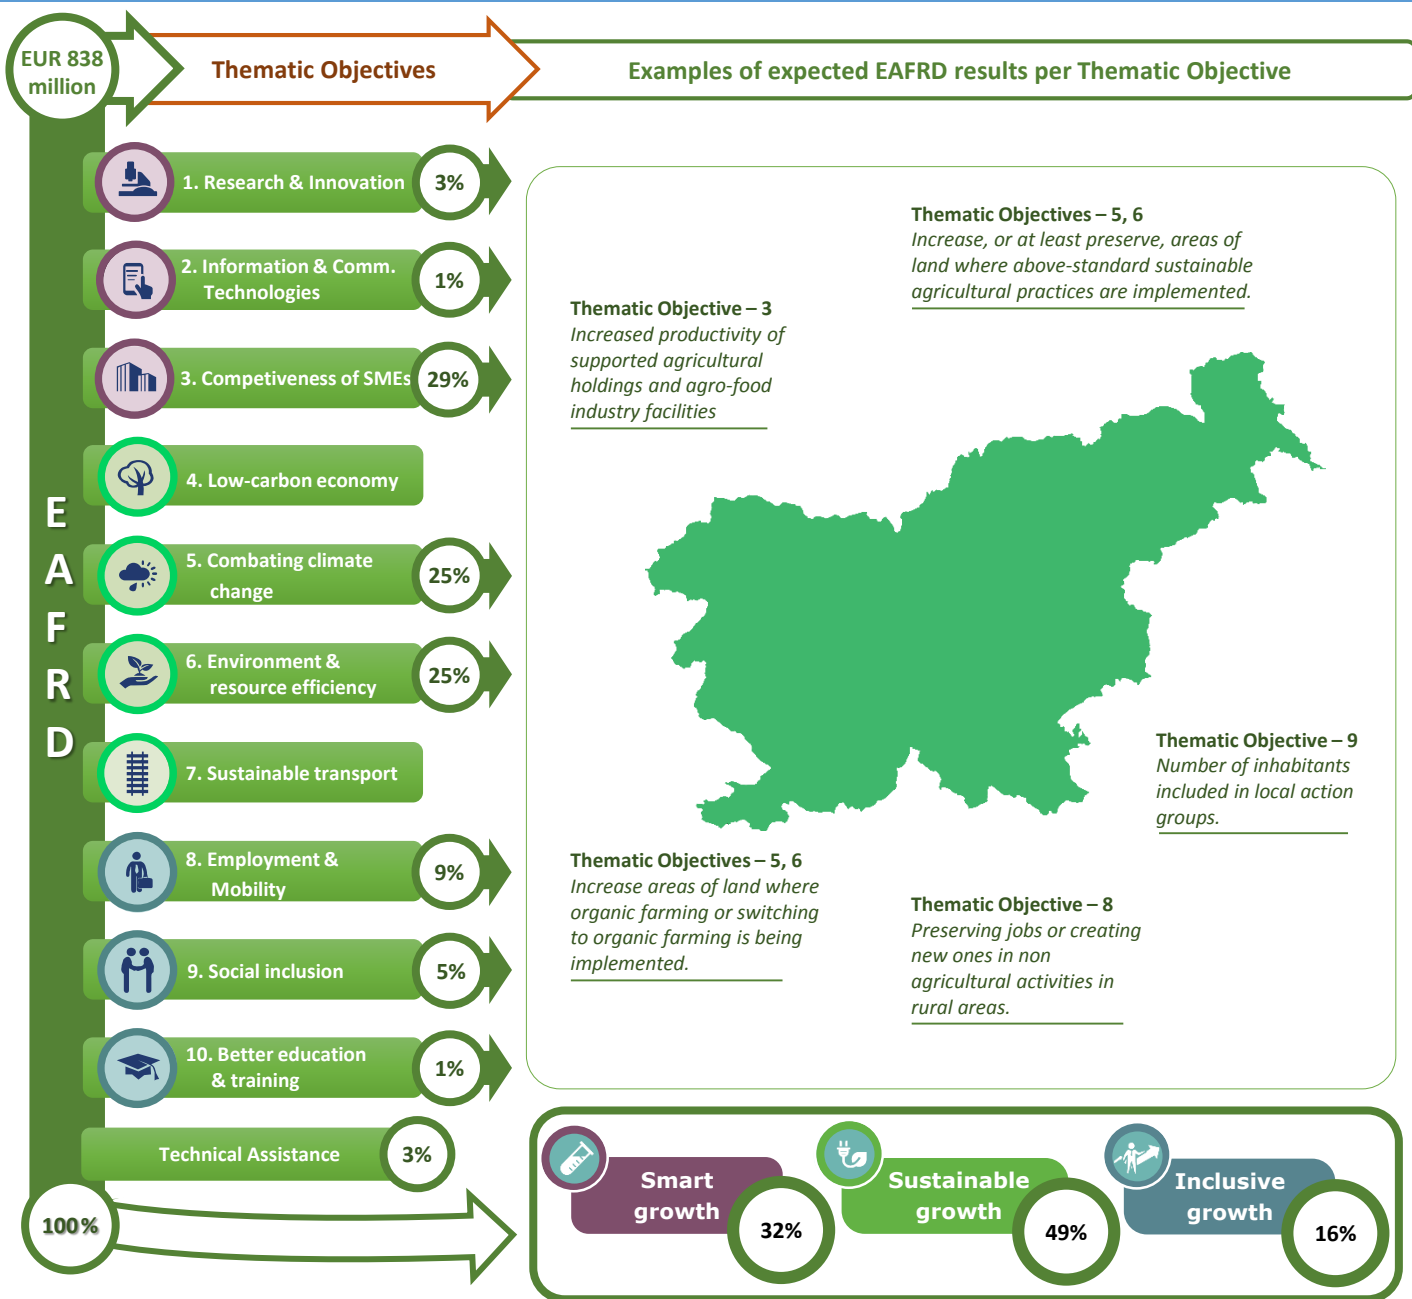 EUR 838
million
Thematic Objectives
Examples of expected EAFRD results per Thematic Objective
EAFRD
1. Research & Innovation
3%
2. Information & Comm.
Technologies
1%
3. Competiveness of SMEs
29%
4. Low-carbon economy
5. Combating climate
change
25%
6. Environment &
resource efficiency
25%
7. Sustainable transport
8. Employment &
Mobility
9%
9. Social inclusion
5%
10. Better education
& training
1%
Technical Assistance
3%
100%
Thematic Objectives – 5, 6
Increase, or at least preserve, areas of
land where above-standard sustainable
agricultural practices are implemented.
Thematic Objective – 3
Increased productivity of
supported agricultural
holdings and agro-food
industry facilities
Thematic Objective – 9
Number of inhabitants
included in local action
groups.
Thematic Objectives – 5, 6
Increase areas of land where
organic farming or switching
to organic farming is being
implemented.
Thematic Objective – 8
Preserving jobs or creating
new ones in non
agricultural activities in
rural areas.
Smart
growth
32%
Sustainable
growth
49%
Inclusive
growth
16%